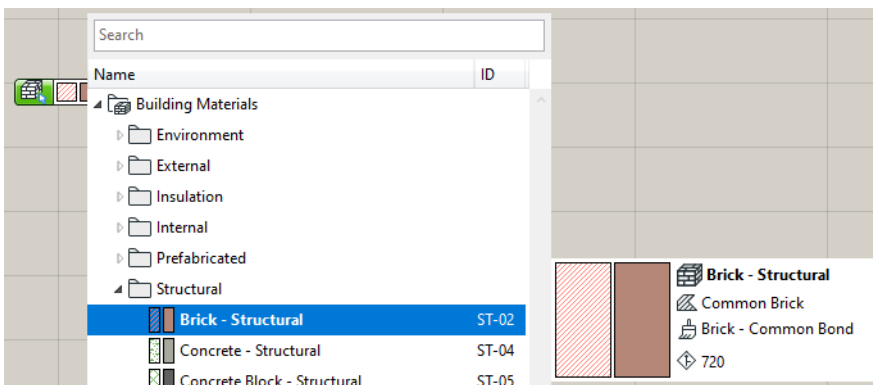 Search
Name ID
Building Materials
Environment
External
Insulation
Internal
Prefabricated
Structural
Brick - Structural ST-02
Concrete - Structural ST-04
Concrete Block - Structural ST-05
Brick - Structural
Common Brick
Brick - Common Bond
720